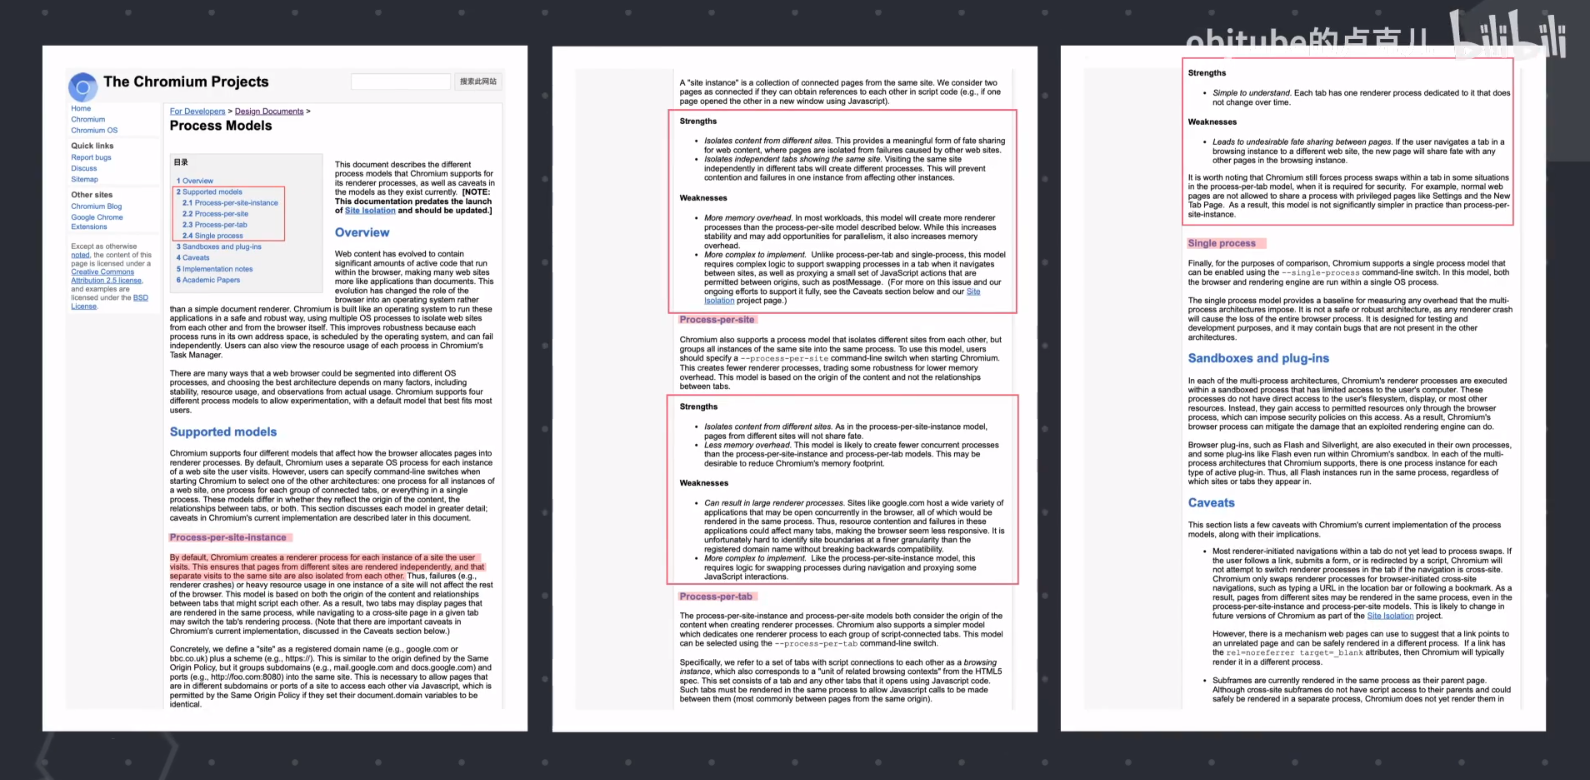 objtube的卢克儿 bilibili
The Chromium Projects
搜索此网站
Home
Chromium
Chromium OS
Quick links
Report bugs
Discuss
Sitemap
Other sites
Chromium Blog
Google Chrome
Extensions
Except as otherwise
noted, the content of this
page is licensed under a
Creative Commons
Attribution 2.5 license,
and examples are
licensed under the BSD
License.
For Developers > Design Documents >
Process Models
目录
1 Overview
2 Supported models
2.1 Process-per-site-instance
2.2 Process-per-site
2.3 Process-per-tab
2.4 Single process
3 Sandboxes and plug-ins
4 Caveats
5 Implementation notes
6 Academic Papers
This document describes the different
process models that Chromium supports for
its renderer processes, as well as caveats in
the models as they exist currently. [NOTE:
This documentation predates the launch
of Site Isolation and should be updated.]
Overview
Web content has evolved to contain
significant amounts of active code that run
within the browser, making many web sites
more like applications than documents. This
evolution has changed the role of the
browser into an operating system rather
than a simple document renderer. Chromium is built like an operating system to run these
applications in a safe and robust way, using multiple OS processes to isolate web sites
from each other and from the browser itself. This improves robustness because each
process runs in its own address space, is scheduled by the operating system, and can fail
independently. Users can also view the resource usage of each process in Chromium's
Task Manager.
There are many ways that a web browser could be segmented into different OS
processes, and choosing the best architecture depends on many factors, including
stability, resource usage, and observations from actual usage. Chromium supports four
different process models to allow experimentation, with a default model that best fits most
users.
Supported models
Chromium supports four different models that affect how the browser allocates pages into
renderer processes. By default, Chromium uses a separate OS process for each instance
of a web site the user visits. However, users can specify command-line switches when
starting Chromium to select one of the other architectures: one process for all instances of
a web site, one process for each group of connected tabs, or everything in a single
process. These models differ in whether they reflect the origin of the content, the
relationships between tabs, or both. This section discusses each model in greater detail;
caveats in Chromium's current implementation are described later in this document.
Process-per-site-instance
By default, Chromium creates a renderer process for each instance of a site the user
visits. This ensures that pages from different sites are rendered independently, and that
separate visits to the same site are also isolated from each other. Thus, failures (e.g.,
renderer crashes) or heavy resource usage in one instance of a site will not affect the rest
of the browser. This model is based on both the origin of the content and relationships
between tabs that might script each other. As a result, two tabs may display pages that
are rendered in the same process, while navigating to a cross-site page in a given tab
may switch the tab's rendering process. (Note that there are important caveats in
Chromium's current implementation, discussed in the Caveats section below.)
Concretely, we define a "site" as a registered domain name (e.g., google.com or
bbc.co.uk) plus a scheme (e.g., https://). This is similar to the origin defined by the Same
Origin Policy, but it groups subdomains (e.g., mail.google.com and docs.google.com) and
ports (e.g., http://foo.com:8080) into the same site. This is necessary to allow pages that
are in different subdomains or ports of a site to access each other via Javascript, which is
permitted by the Same Origin Policy if they set their document.domain variables to be
identical.
A "site instance" is a collection of connected pages from the same site. We consider two
pages as connected if they can obtain references to each other in script code (e.g., if one
page opened the other in a new window using Javascript).
Strengths
• Isolates content from different sites. This provides a meaningful form of fate sharing
for web content, where pages are isolated from failures caused by other web sites.
• Isolates independent tabs showing the same site. Visiting the same site
independently in different tabs will create different processes. This will prevent
contention and failures in one instance from affecting other instances.
Weaknesses
• More memory overhead. In most workloads, this model will create more renderer
processes than the process-per-site model described below. While this increases
stability and may add opportunities for parallelism, it also increases memory
overhead.
• More complex to implement. Unlike process-per-tab and single-process, this model
requires complex logic to support swapping processes in a tab when it navigates
between sites, as well as proxying a small set of JavaScript actions that are
permitted between origins, such as postMessage. (For more on this issue and our
ongoing efforts to support it fully, see the Caveats section below and our Site
Isolation project page.)
Process-per-site
Chromium also supports a process model that isolates different sites from each other, but
groups all instances of the same site into the same process. To use this model, users
should specify a --process-per-site command-line switch when starting Chromium.
This creates fewer renderer processes, trading some robustness for lower memory
overhead. This model is based on the origin of the content and not the relationships
between tabs.
Strengths
• Isolates content from different sites. As in the process-per-site-instance model,
pages from different sites will not share fate.
• Less memory overhead. This model is likely to create fewer concurrent processes
than the process-per-site-instance and process-per-tab models. This may be
desirable to reduce Chromium's memory footprint.
Weaknesses
• Can result in large renderer processes. Sites like google.com host a wide variety of
applications that may be open concurrently in the browser, all of which would be
rendered in the same process. Thus, resource contention and failures in these
applications could affect many tabs, making the browser seem less responsive. It is
unfortunately hard to identify site boundaries at a finer granularity than the
registered domain name without breaking backwards compatibility.
• More complex to implement. Like the process-per-site-instance model, this
requires logic for swapping processes during navigation and proxying some
JavaScript interactions.
Process-per-tab
The process-per-site-instance and process-per-site models both consider the origin of the
content when creating renderer processes. Chromium also supports a simpler model
which dedicates one renderer process to each group of script-connected tabs. This model
can be selected using the --process-per-tab command-line switch.
Specifically, we refer to a set of tabs with script connections to each other as a browsing
instance, which also corresponds to a "unit of related browsing contexts" from the HTML5
spec. This set consists of a tab and any other tabs that it opens using Javascript code.
Such tabs must be rendered in the same process to allow Javascript calls to be made
between them (most commonly between pages from the same origin).
Strengths
• Simple to understand. Each tab has one renderer process dedicated to it that does
not change over time.
Weaknesses
• Leads to undesirable fate sharing between pages. If the user navigates a tab in a
browsing instance to a different web site, the new page will share fate with any
other pages in the browsing instance.
It is worth noting that Chromium still forces process swaps within a tab in some situations
in the process-per-tab model, when it is required for security. For example, normal web
pages are not allowed to share a process with privileged pages like Settings and the New
Tab Page. As a result, this model is not significantly simpler in practice than process-per-
site-instance.
Single process
Finally, for the purposes of comparison, Chromium supports a single process model that
can be enabled using the --single-process command-line switch. In this model, both
the browser and rendering engine are run within a single OS process.
The single process model provides a baseline for measuring any overhead that the multi-
process architectures impose. It is not a safe or robust architecture, as any renderer crash
will cause the loss of the entire browser process. It is designed for testing and
development purposes, and it may contain bugs that are not present in the other
architectures.
Sandboxes and plug-ins
In each of the multi-process architectures, Chromium's renderer processes are executed
within a sandboxed process that has limited access to the user's computer. These
processes do not have direct access to the user's filesystem, display, or most other
resources. Instead, they gain access to permitted resources only through the browser
process, which can impose security policies on this access. As a result, Chromium's
browser process can mitigate the damage that an exploited rendering engine can do.
Browser plug-ins, such as Flash and Silverlight, are also executed in their own processes,
and some plug-ins like Flash even run within Chromium's sandbox. In each of the multi-
process architectures that Chromium supports, there is one process instance for each
type of active plug-in. Thus, all Flash instances run in the same process, regardless of
which sites or tabs they appear in.
Caveats
This section lists a few caveats with Chromium's current implementation of the process
models, along with their implications.
• Most renderer-initiated navigations within a tab do not yet lead to process swaps. If
the user follows a link, submits a form, or is redirected by a script, Chromium will
not attempt to switch renderer processes in the tab if the navigation is cross-site.
Chromium only swaps renderer processes for browser-initiated cross-site
navigations, such as typing a URL in the location bar or following a bookmark. As a
result, pages from different sites may be rendered in the same process, even in the
process-per-site-instance and process-per-site models. This is likely to change in
future versions of Chromium as part of the Site Isolation project.
However, there is a mechanism web pages can use to suggest that a link points to
an unrelated page and can be safely rendered in a different process. If a link has
the rel=noreferrer target=_blank attributes, then Chromium will typically
render it in a different process.
• Subframes are currently rendered in the same process as their parent page.
Although cross-site subframes do not have script access to their parents and could
safely be rendered in a separate process, Chromium does not yet render them in